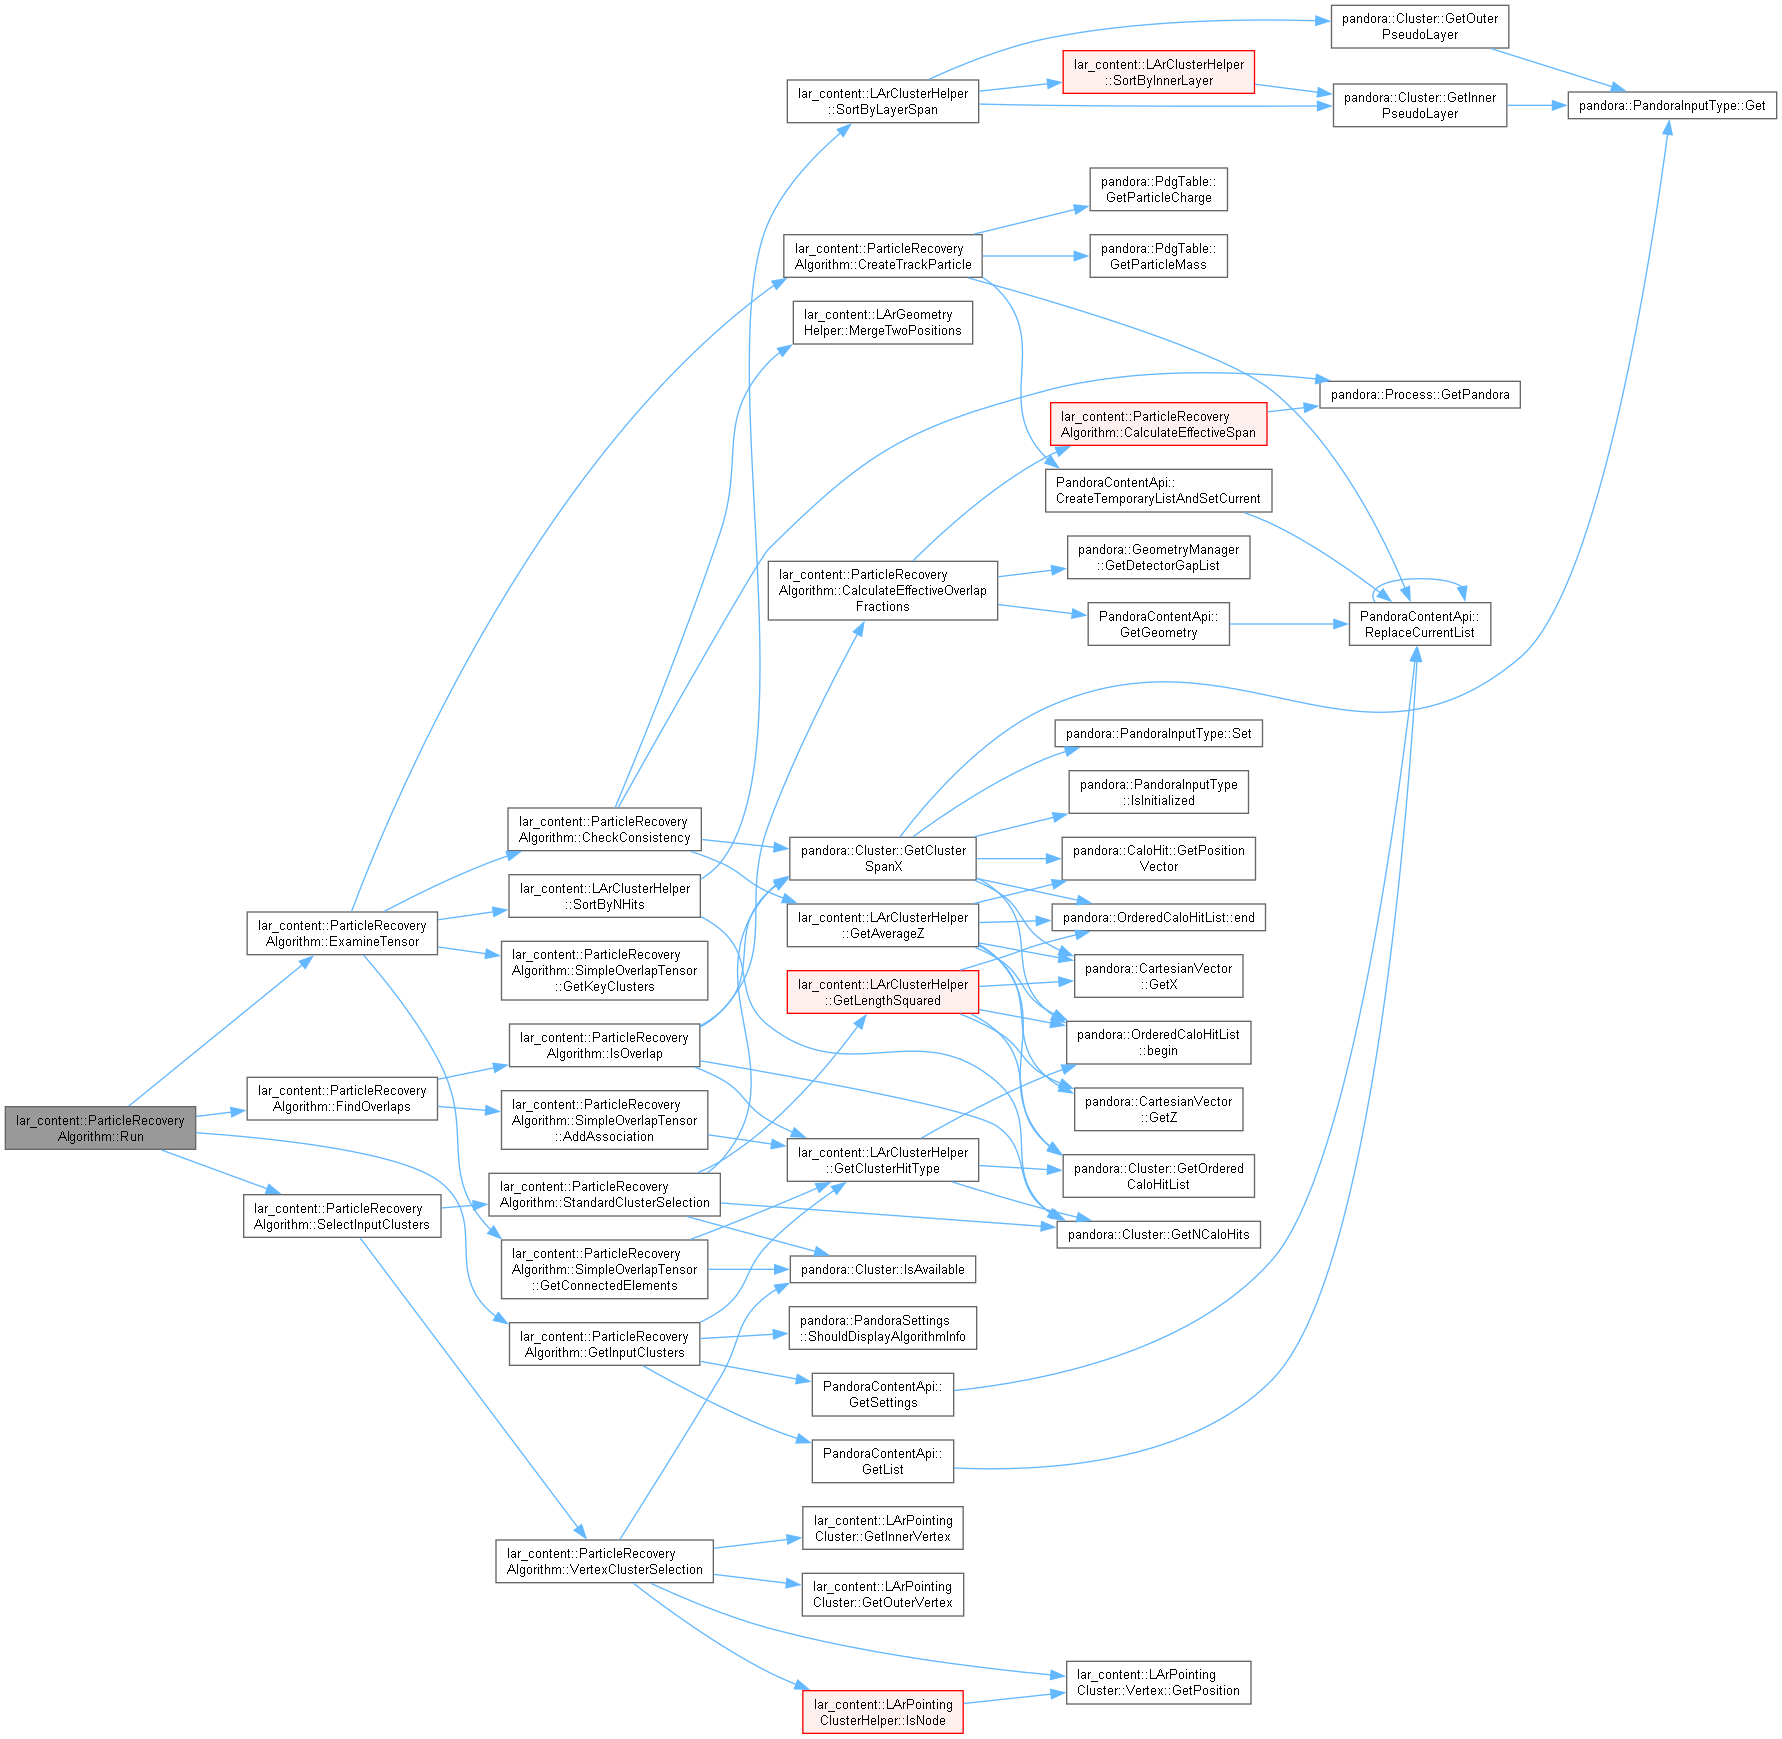 lar_content::ParticleRecovery
Algorithm::Run
lar_content::ParticleRecovery
Algorithm::ExamineTensor
lar_content::ParticleRecovery
Algorithm::FindOverlaps
lar_content::ParticleRecovery
Algorithm::SelectInputClusters
lar_content::ParticleRecovery
Algorithm::CheckConsistency
lar_content::LArClusterHelper
::SortByNHits
lar_content::ParticleRecovery
Algorithm::SimpleOverlapTensor
::GetKeyClusters
lar_content::ParticleRecovery
Algorithm::IsOverlap
lar_content::ParticleRecovery
Algorithm::SimpleOverlapTensor
::AddAssociation
lar_content::ParticleRecovery
Algorithm::StandardClusterSelection
lar_content::ParticleRecovery
Algorithm::SimpleOverlapTensor
::GetConnectedElements
lar_content::ParticleRecovery
Algorithm::GetInputClusters
lar_content::ParticleRecovery
Algorithm::VertexClusterSelection
lar_content::LArClusterHelper
::SortByLayerSpan
lar_content::ParticleRecovery
Algorithm::CreateTrackParticle
lar_content::LArGeometry
Helper::MergeTwoPositions
lar_content::ParticleRecovery
Algorithm::CalculateEffectiveOverlap
Fractions
pandora::Cluster::GetCluster
SpanX
lar_content::LArClusterHelper
::GetAverageZ
lar_content::LArClusterHelper
::GetLengthSquared
lar_content::LArClusterHelper
::GetClusterHitType
pandora::Cluster::IsAvailable
pandora::PandoraSettings
::ShouldDisplayAlgorithmInfo
PandoraContentApi::
GetSettings
PandoraContentApi::
GetList
lar_content::LArPointing
Cluster::GetInnerVertex
lar_content::LArPointing
Cluster::GetOuterVertex
lar_content::LArPointing
ClusterHelper::IsNode
lar_content::LArClusterHelper
::SortByInnerLayer
pandora::PdgTable::
GetParticleCharge
pandora::PdgTable::
GetParticleMass
lar_content::ParticleRecovery
Algorithm::CalculateEffectiveSpan
PandoraContentApi::
CreateTemporaryListAndSetCurrent
pandora::GeometryManager
::GetDetectorGapList
PandoraContentApi::
GetGeometry
pandora::PandoraInputType::Set
pandora::PandoraInputType
::IsInitialized
pandora::CaloHit::GetPosition
Vector
pandora::OrderedCaloHitList::end
pandora::CartesianVector
::GetX
pandora::OrderedCaloHitList
::begin
pandora::CartesianVector
::GetZ
pandora::Cluster::GetOrdered
CaloHitList
pandora::Cluster::GetNCaloHits
lar_content::LArPointing
Cluster::Vertex::GetPosition
pandora::Cluster::GetOuter
PseudoLayer
pandora::Cluster::GetInner
PseudoLayer
pandora::Process::GetPandora
PandoraContentApi::
ReplaceCurrentList
pandora::PandoraInputType::Get